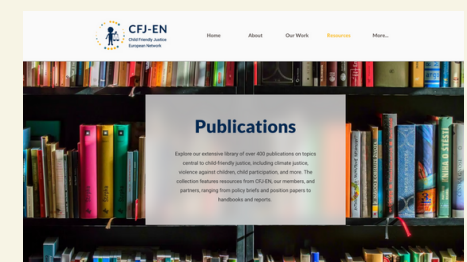 CFJ-EN
Child Friendly Justice
European Network
Home About Our Work Resources More...
Publications
Explore our extensive library of over 400 publications on topics
central to child-friendly justice, including climate justice,
violence against children, child participation, and more. The
collection features resources from CFJ-EN, our members, and
partners, ranging from policy briefs and position papers to
handbooks and reports.